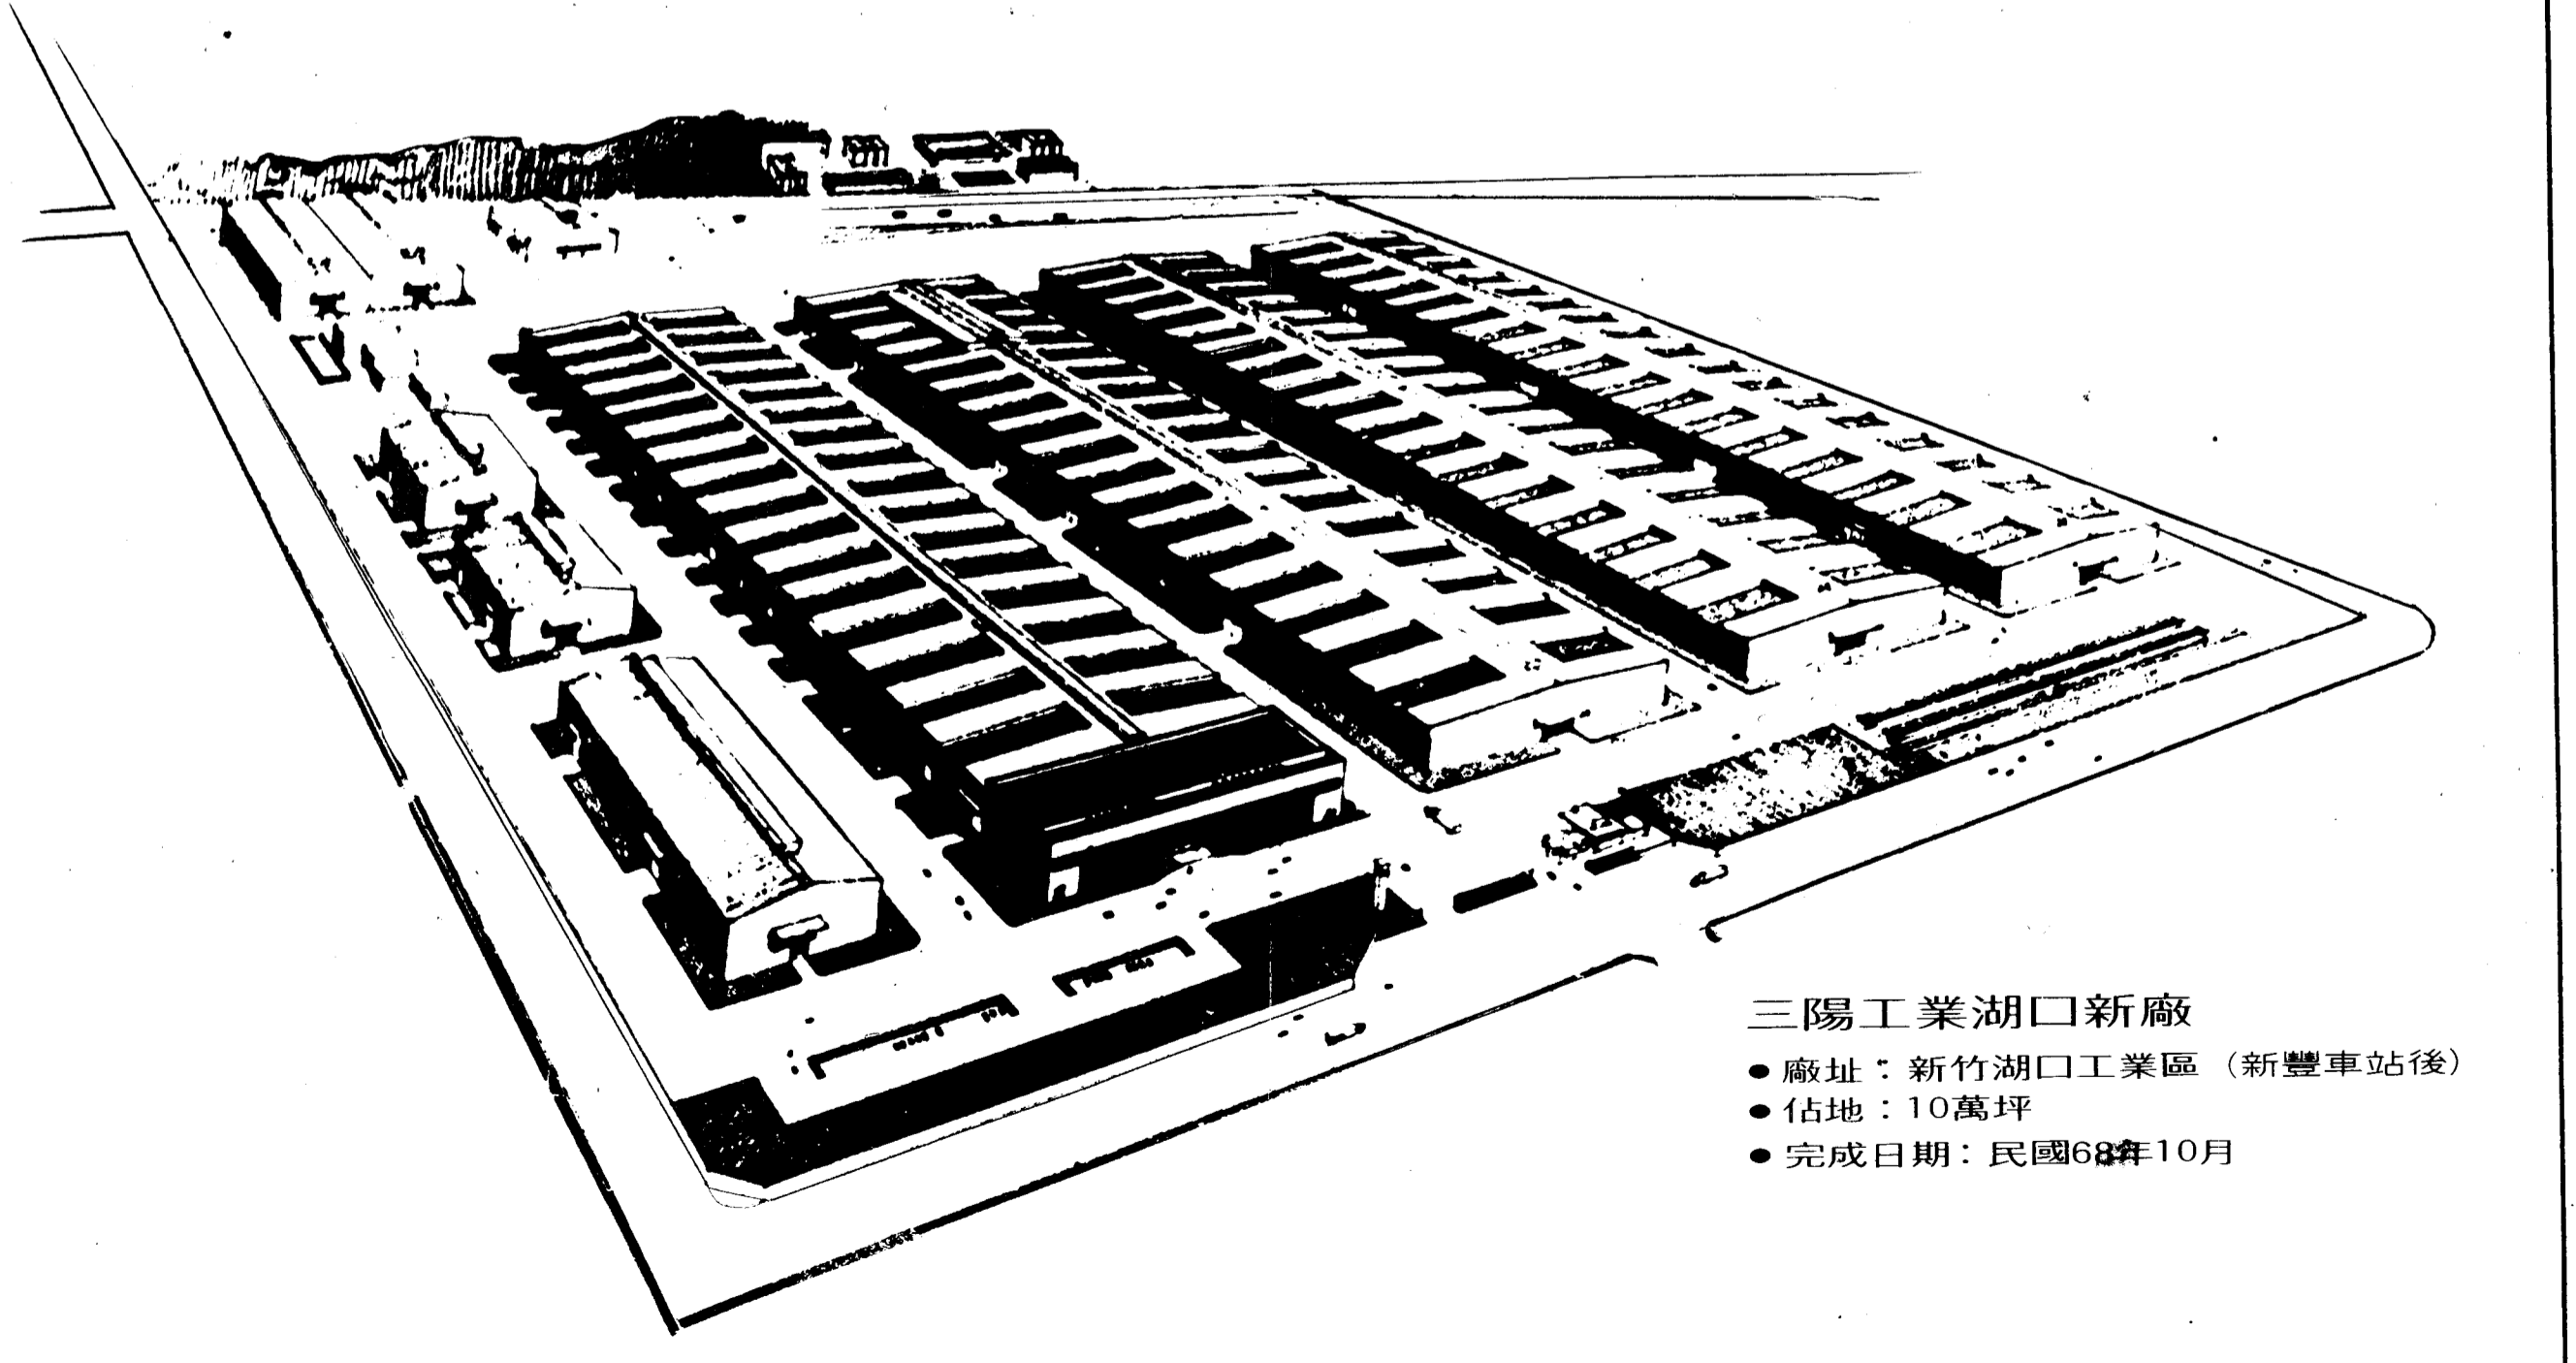 三陽工業湖口新廠
● 廠址：新竹湖口工業區（新豐車站後）
● 佔地：10萬坪
● 完成日期：民國68年10月